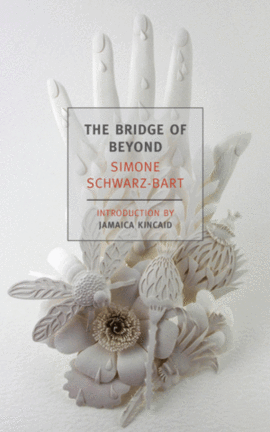 THE BRIDGE OF
BEYOND
SIMONE
SCHWARZ-BART
INTRODUCTION BY
JAMAICA KINCAID